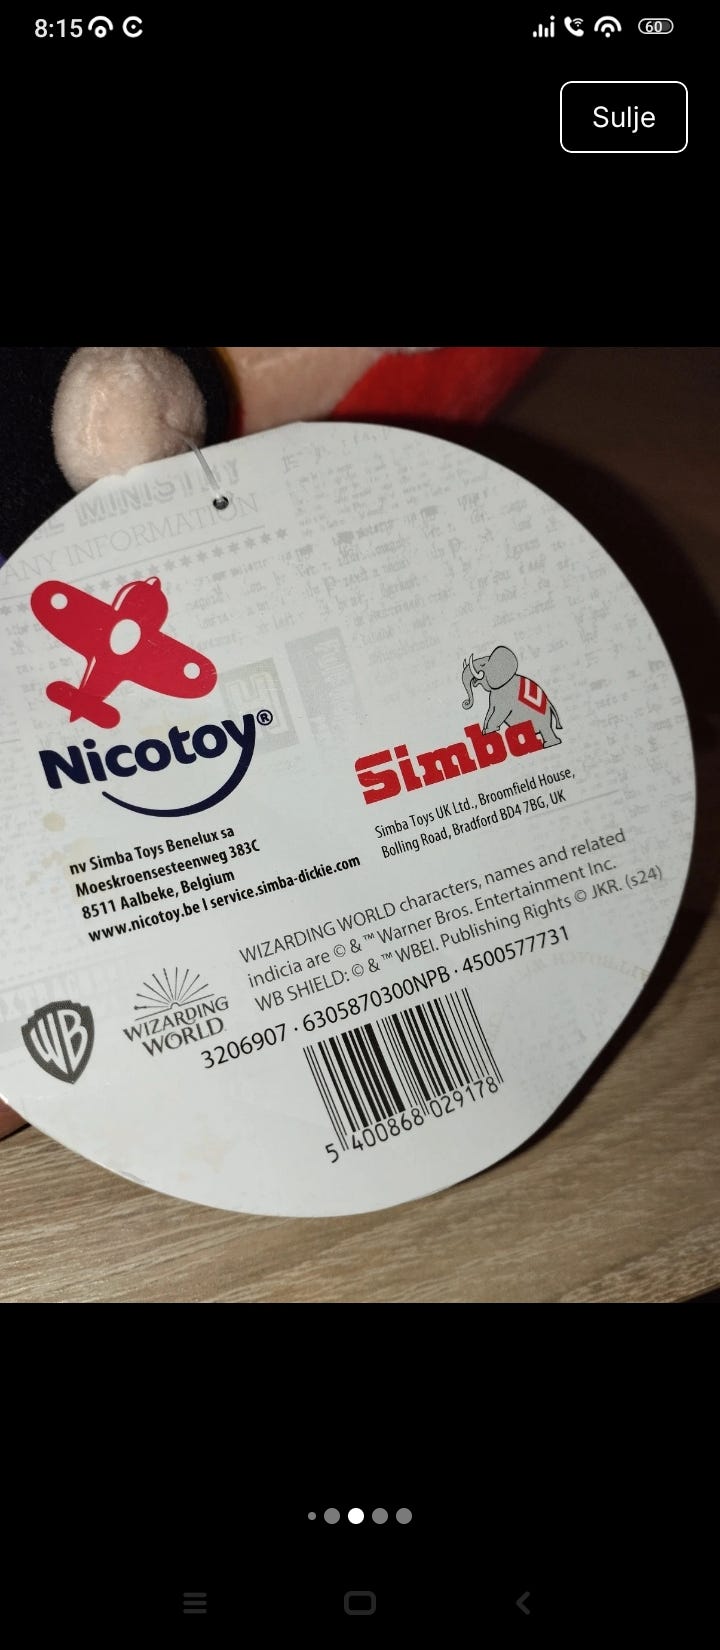 8:15
60
Sulje
MINISTRY
ANY INFORMATION
Nicotoy®
Simba
nv Simba Toys Benelux sa
Moeskroensesteenweg 383C
8511 Aalbeke, Belgium
www.nicotoy.be I service.simba-dickie.com
Simba Toys UK Ltd., Broomfield House,
Bolling Road, Bradford BD4 7BG, UK
WIZARDING WORLD characters, names and related
indicia are © & ™ Warner Bros. Entertainment Inc.
WB SHIELD: © & ™ WBEI. Publishing Rights © JKR. (s24)
WB
WIZARDING
WORLD
3206907 · 6305870300NPB · 4500577731
5 400868 029178